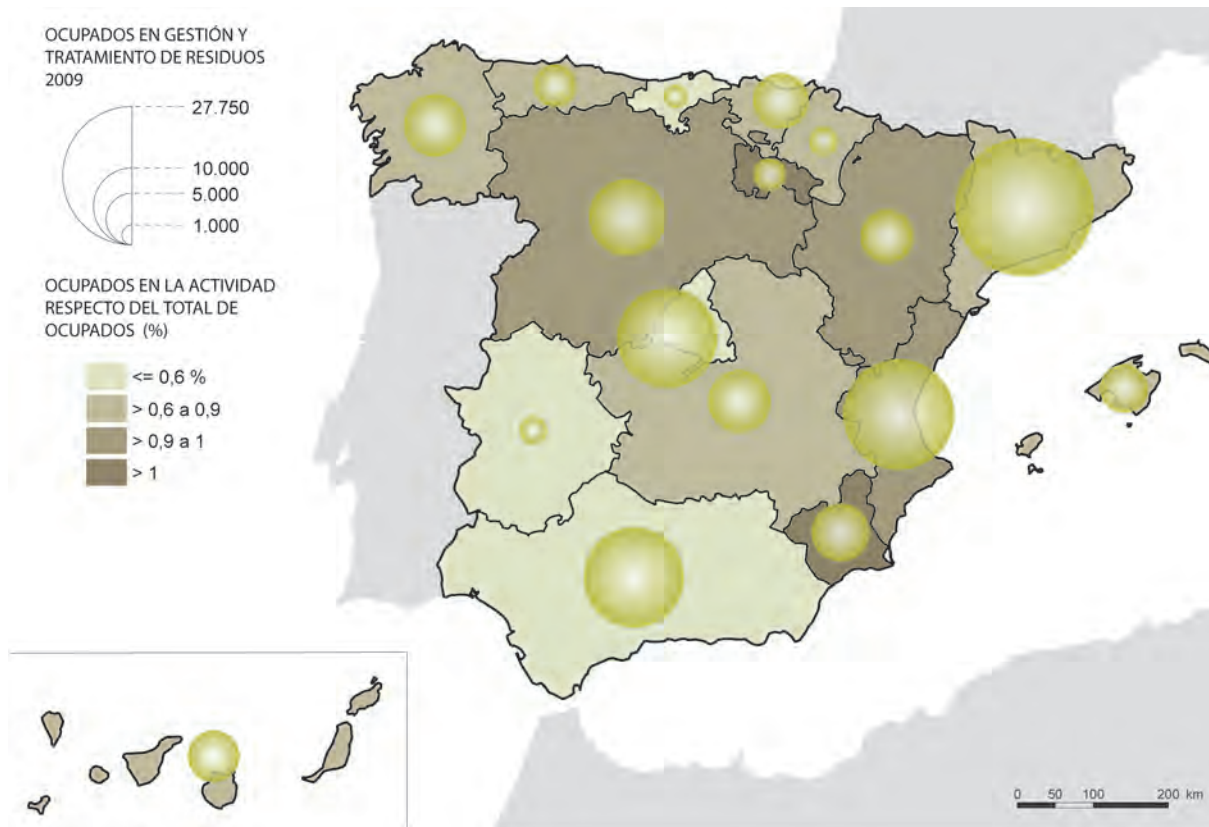 OCUPADOS EN GESTIÓN Y
TRATAMIENTO DE RESIDUOS
2009
27.750
10.000
5.000
1.000
OCUPADOS EN LA ACTIVIDAD
RESPECTO DEL TOTAL DE
OCUPADOS (%)
<= 0,6 %
> 0,6 a 0,9
> 0,9 a 1
> 1
0 50 100 200 km